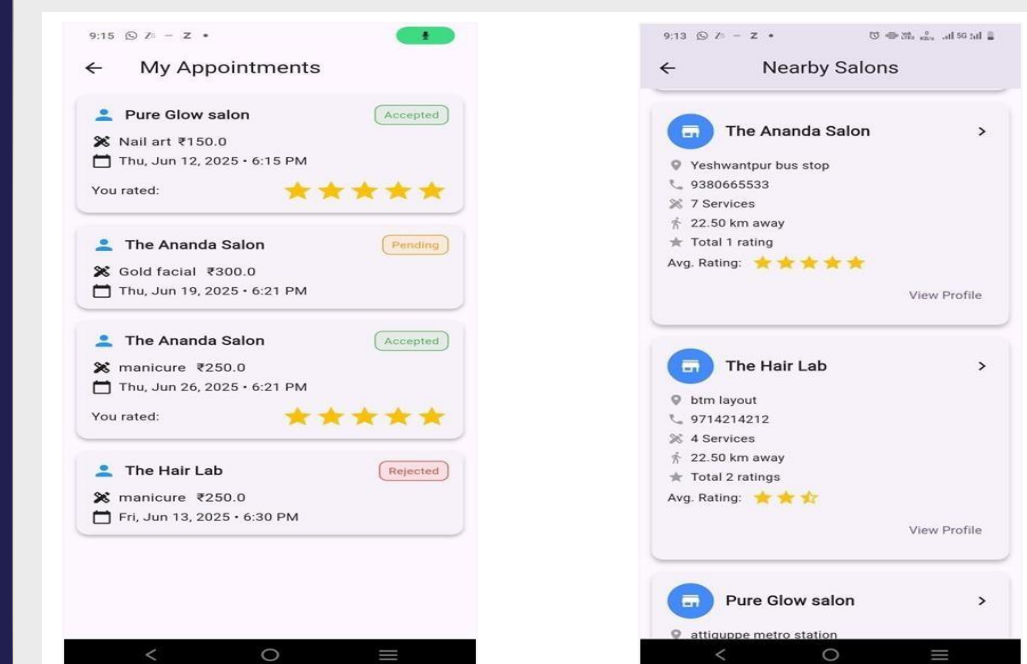 9:15
My Appointments
Pure Glow salon
Accepted
Nail art ₹150.0
Thu, Jun 12, 2025 • 6:15 PM
You rated:
The Ananda Salon
Pending
Gold facial ₹300.0
Thu, Jun 19, 2025 • 6:21 PM
The Ananda Salon
Accepted
manicure ₹250.0
Thu, Jun 26, 2025 • 6:21 PM
You rated:
The Hair Lab
Rejected
manicure ₹250.0
Fri, Jun 13, 2025 • 6:30 PM
9:13
5G
Nearby Salons
The Ananda Salon
Yeshwantpur bus stop
9380665533
7 Services
22.50 km away
Total 1 rating
Avg. Rating:
View Profile
The Hair Lab
btm layout
9714214212
4 Services
22.50 km away
Total 2 ratings
Avg. Rating:
View Profile
Pure Glow salon
attiguppe metro station